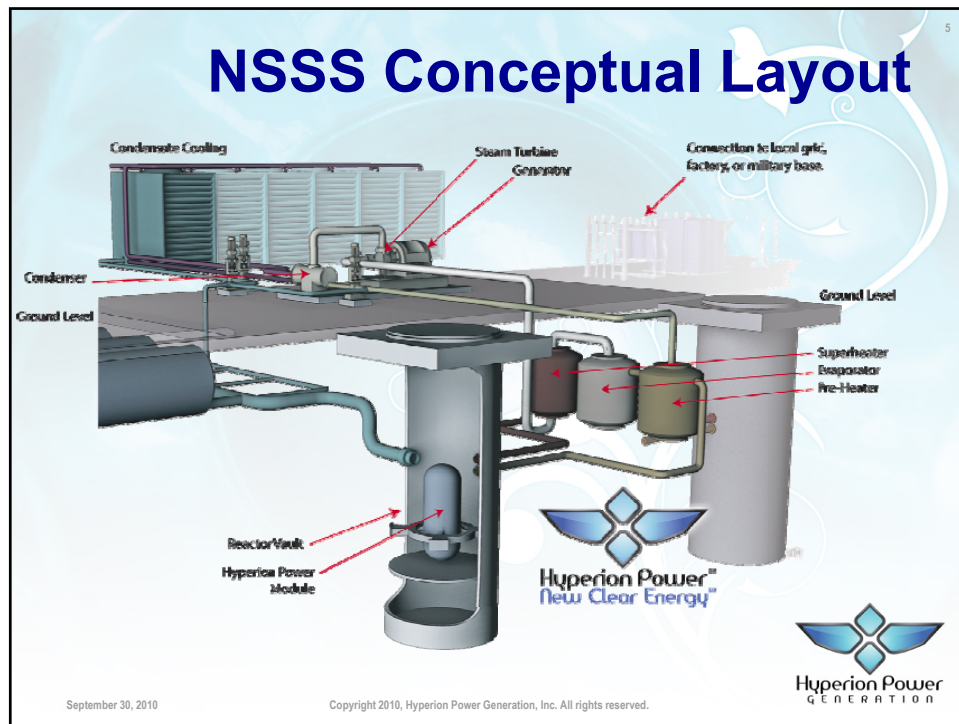 5
NSSS Conceptual Layout
Condensate Cooling
Steam Turbine
Generator
Connection to local grid,
factory, or military base.
Condenser
Ground Level
Ground Level
Superheater
Evaporator
Pre-Heater
Reactor Vault
Hyperion Power
Module
Hyperion Power™
New Clear Energy™
Hyperion Power
GENERATION
September 30, 2010
Copyright 2010, Hyperion Power Generation, Inc. All rights reserved.